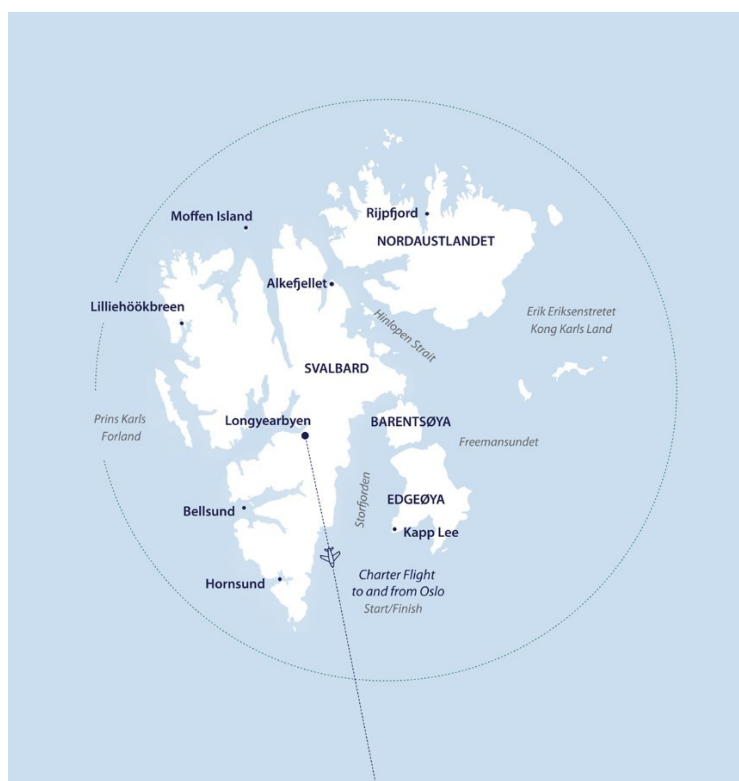 Moffen Island
Rijpfjord
NORDAUSTLANDET
Alkefjellet
Lilliehöökbreen
Erik Eriksenstretet
Kong Karls Land
Hinlopen Strait
SVALBARD
Prins Karls
Forland
Longyearbyen
BARENTSØYA
Freemansundet
Storfjorden
EDGEØYA
Bellsund
Kapp Lee
Hornsund
Charter Flight
to and from Oslo
Start/Finish